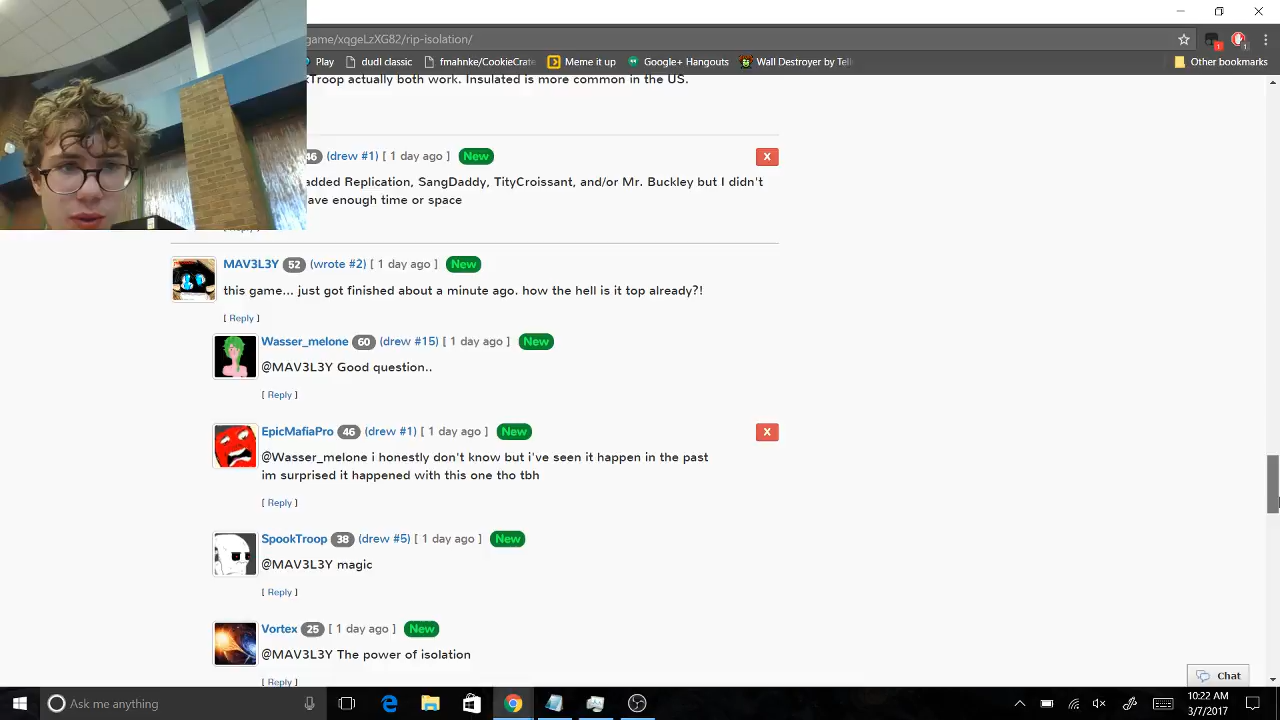 game/xqgeLzXG82/rip-isolation/
Play dudl classic fmahnke/CookieCrate Meme it up Google+ Hangouts Wall Destroyer by Tell Other bookmarks
Troop actually both work. Insulated is more common in the US.
46 (drew #1) [ 1 day ago ] New X
added Replication, SangDaddy, TityCroissant, and/or Mr. Buckley but I didn't
ave enough time or space
MAV3L3Y 52 (wrote #2) [ 1 day ago ] New
this game... just got finished about a minute ago. how the hell is it top already?!
[ Reply ]
Wasser_melone 60 (drew #15) [ 1 day ago ] New
@MAV3L3Y Good question..
[ Reply ]
EpicMafiaPro 46 (drew #1) [ 1 day ago ] New X
@Wasser_melone i honestly don't know but i've seen it happen in the past
im surprised it happened with this one tho tbh
[ Reply ]
SpookTroop 38 (drew #5) [ 1 day ago ] New
@MAV3L3Y magic
[ Reply ]
Vortex 25 [ 1 day ago ] New
@MAV3L3Y The power of isolation
[ Reply ]
Chat
Ask me anything
10:22 AM
3/7/2017